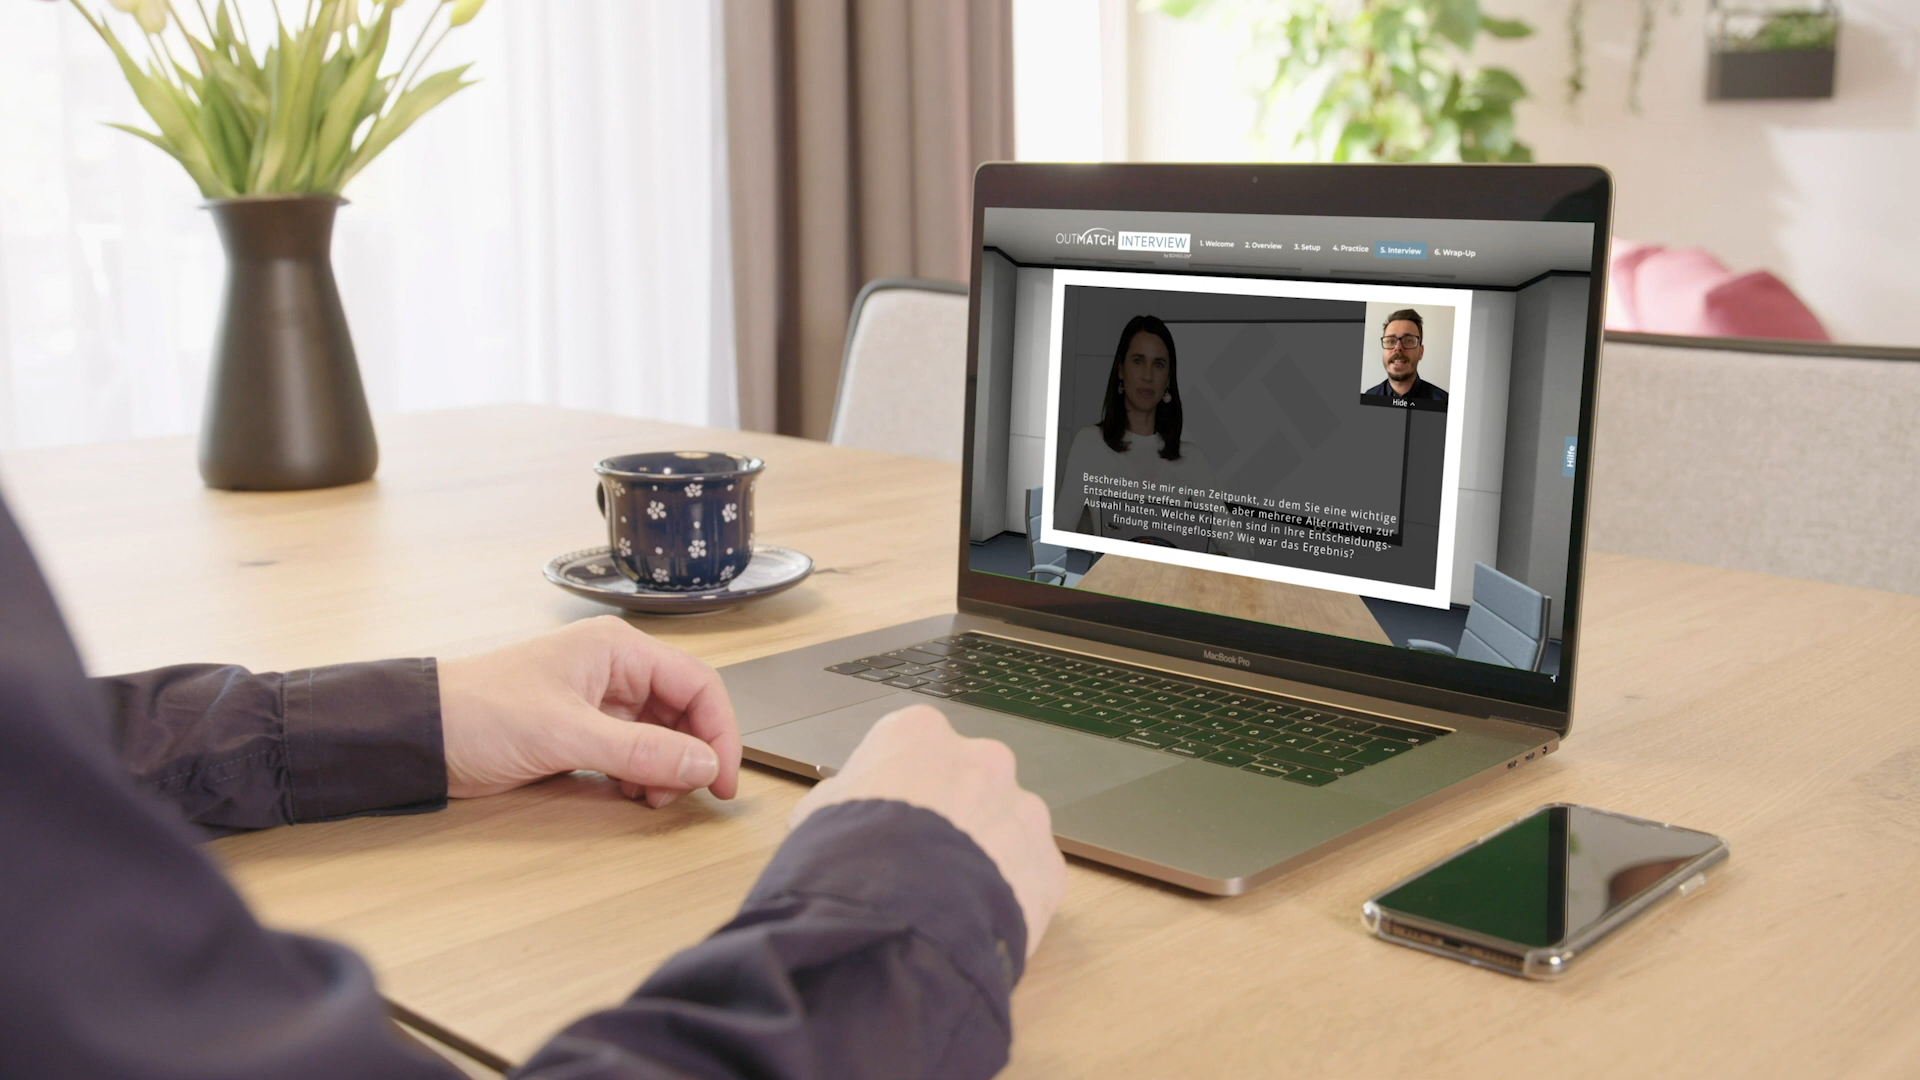 OUTMATCH INTERVIEW
by SCHEELEN®
1. Welcome
2. Overview
3. Setup
4. Practice
5. Interview
6. Wrap-Up
Hide
Hilfe
Beschreiben Sie mir einen Zeitpunkt, zu dem Sie eine wichtige
Entscheidung treffen mussten, aber mehrere Alternativen zur
Auswahl hatten. Welche Kriterien sind in Ihre Entscheidungs-
findung miteingeflossen? Wie war das Ergebnis?
MacBook Pro